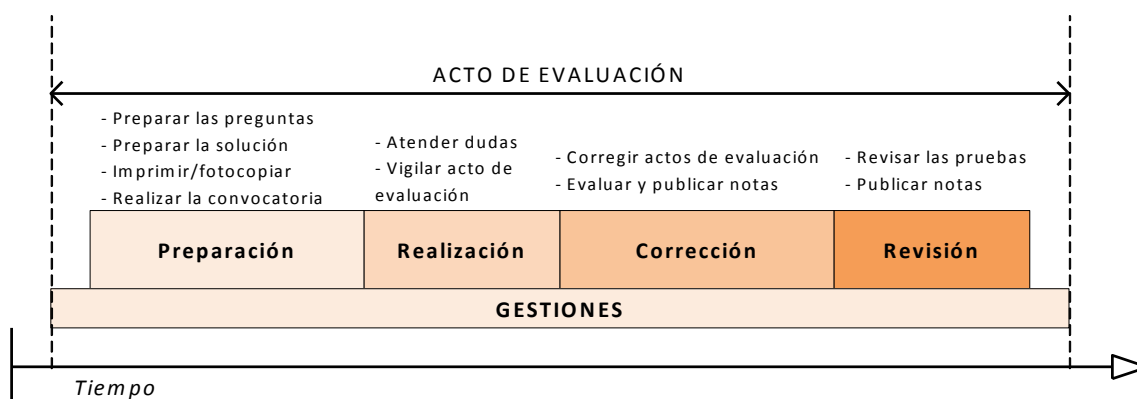 ACTO DE EVALUACIÓN
- Preparar las preguntas
- Preparar la solución
- Imprimir/fotocopiar
- Realizar la convocatoria
- Atender dudas
- Vigilar acto de
evaluación
- Corregir actos de evaluación
- Evaluar y publicar notas
- Revisar las pruebas
- Publicar notas
Preparación
Realización
Corrección
Revisión
GESTIONES
Tiempo